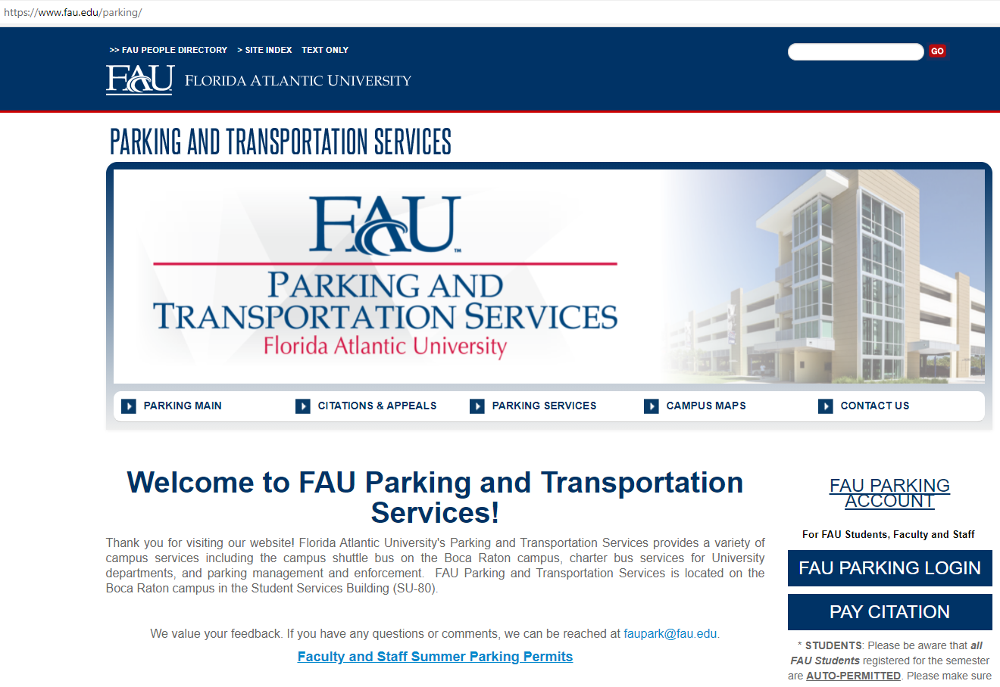 https://www.fau.edu/parking/
>> FAU PEOPLE DIRECTORY > SITE INDEX TEXT ONLY
GO
FAU FLORIDA ATLANTIC UNIVERSITY
PARKING AND TRANSPORTATION SERVICES
FAU™
PARKING AND
TRANSPORTATION SERVICES
Florida Atlantic University
PARKING MAIN CITATIONS & APPEALS PARKING SERVICES CAMPUS MAPS CONTACT US
Welcome to FAU Parking and Transportation
Services!
Thank you for visiting our website! Florida Atlantic University's Parking and Transportation Services provides a variety of
campus services including the campus shuttle bus on the Boca Raton campus, charter bus services for University
departments, and parking management and enforcement. FAU Parking and Transportation Services is located on the
Boca Raton campus in the Student Services Building (SU-80).
We value your feedback. If you have any questions or comments, we can be reached at faupark@fau.edu.
Faculty and Staff Summer Parking Permits
FAU PARKING
ACCOUNT
For FAU Students, Faculty and Staff
FAU PARKING LOGIN
PAY CITATION
* STUDENTS: Please be aware that all
FAU Students registered for the semester
are AUTO-PERMITTED. Please make sure